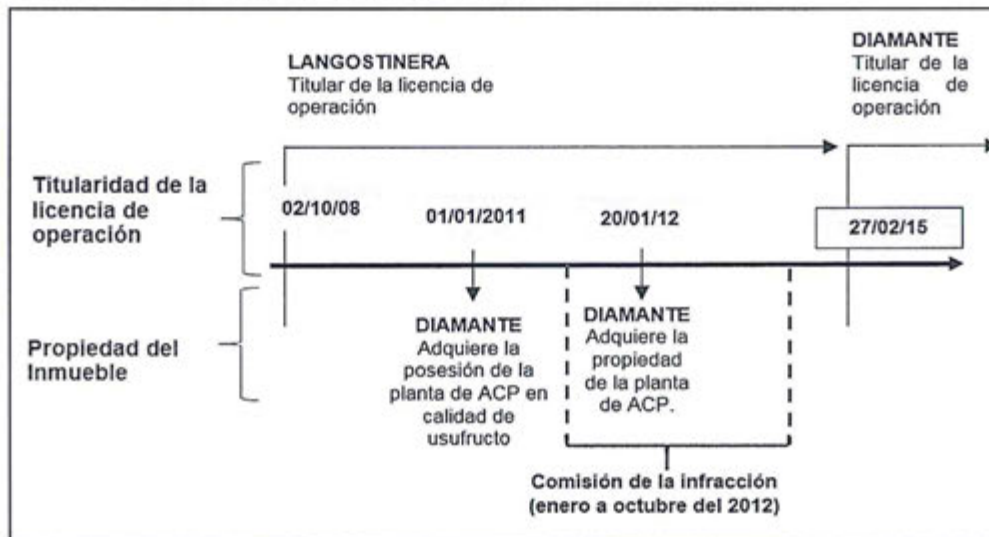 LANGOSTINERA
Titular de la licencia de
operación
DIAMANTE
Titular de la
licencia de
operación
Titularidad de la
licencia de
operación
02/10/08
01/01/2011
20/01/12
27/02/15
Propiedad del
Inmueble
DIAMANTE
Adquiere la
posesión de la
planta de ACP en
calidad de
usufructo
DIAMANTE
Adquiere la
propiedad
de la planta
de ACP.
Comisión de la infracción
(enero a octubre del 2012)